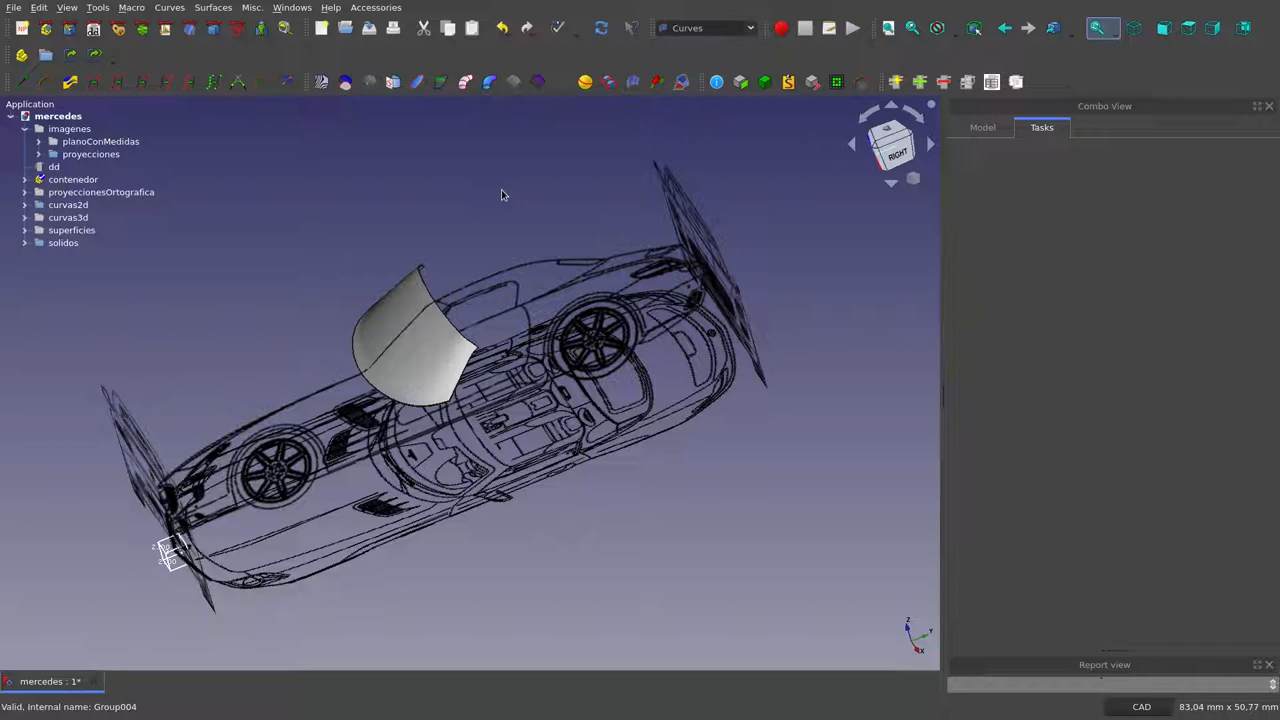 File Edit View Tools Macro Curves Surfaces Misc. Windows Help Accessories
Curves
Application
mercedes
imagenes
planoConMedidas
proyecciones
dd
contenedor
proyeccionesOrtografica
curvas2d
curvas3d
superficies
solidos
RIGHT
Z
Y
X
Combo View
Model Tasks
Report view
mercedes : 1*
Valid, Internal name: Group004
CAD 83,04 mm x 50,77 mm